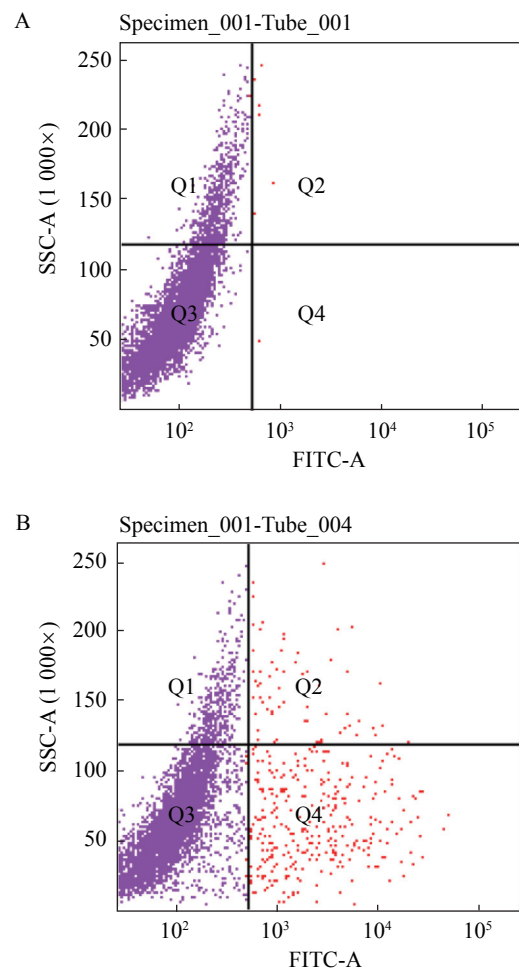 A
Specimen_001-Tube_001
SSC-A (1 000×)
250
200
150
100
50
Q1
Q2
Q3
Q4
10²
10³
10⁴
10⁵
FITC-A
B
Specimen_001-Tube_004
SSC-A (1 000×)
250
200
150
100
50
Q1
Q2
Q3
Q4
10²
10³
10⁴
10⁵
FITC-A